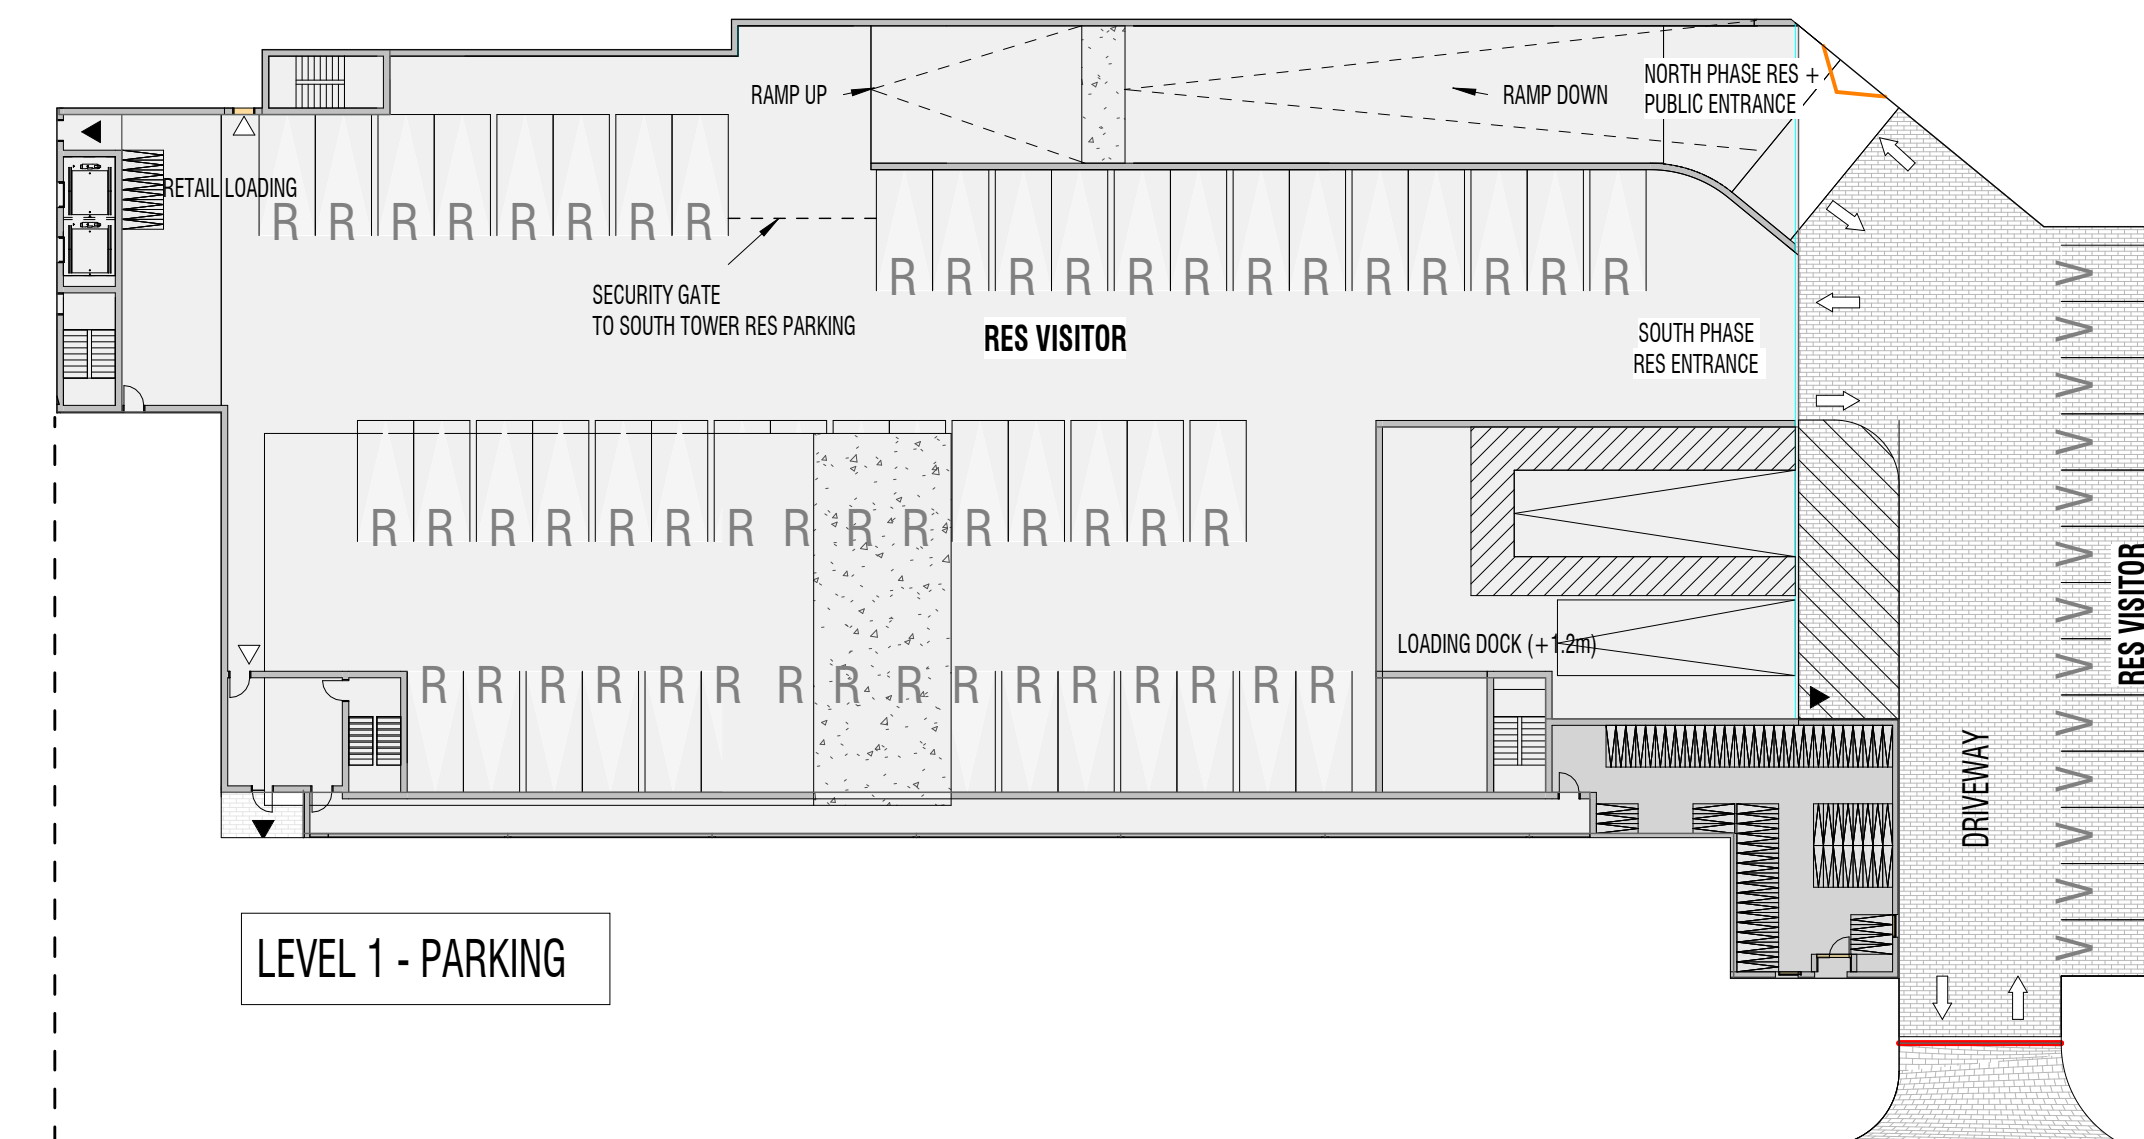 RAMP UP
RAMP DOWN
NORTH PHASE RES +
PUBLIC ENTRANCE
RETAIL LOADING
R R R R R R R R
R R R R R R R R R R R R R
SECURITY GATE
TO SOUTH TOWER RES PARKING
RES VISITOR
SOUTH PHASE
RES ENTRANCE
R R R R R R R R R R R R R R R
LOADING DOCK (+1.2m)
R R R R R R R R R R R R R R R R
V V V V V V V V V V V V V
RES VISITOR
DRIVEWAY
LEVEL 1 - PARKING